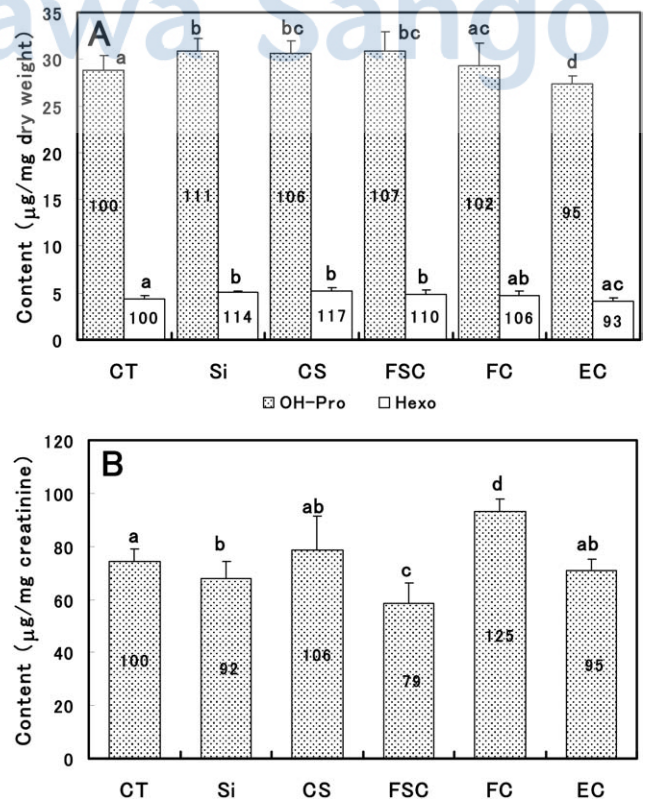 awa Sango
A
Content (μg/mg dry weight)
35
30
25
20
15
10
5
0
a b bc bc ac d
100 111 106 107 102 95
a b b b ab ac
100 114 117 110 106 93
CT Si CS FSC FC EC
OH-Pro Hexo
B
Content (μg/mg creatinine)
120
100
80
60
40
20
0
a b ab c d ab
100 92 106 79 125 95
CT Si CS FSC FC EC